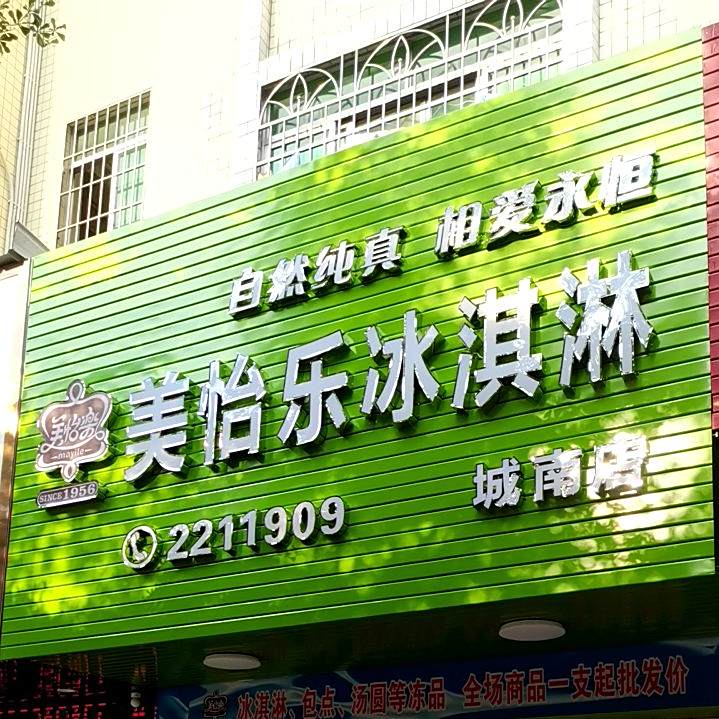 自然纯真 相爱永恒
美怡乐冰淇淋
美怡乐
mayile
SINCE 1956
城南店
2211909
冰淇淋、包点、汤圆等冻品 全场商品一支起批发价